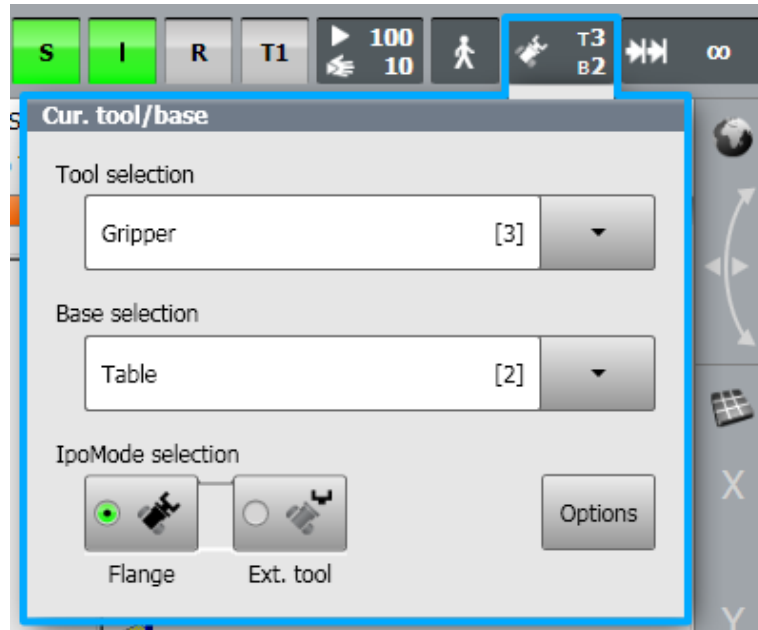 S I R T1 100 T3 ∞
10 B2
Cur. tool/base
Tool selection
Gripper [3]
Base selection
Table [2]
IpoMode selection
Options
Flange Ext. tool
X
Y